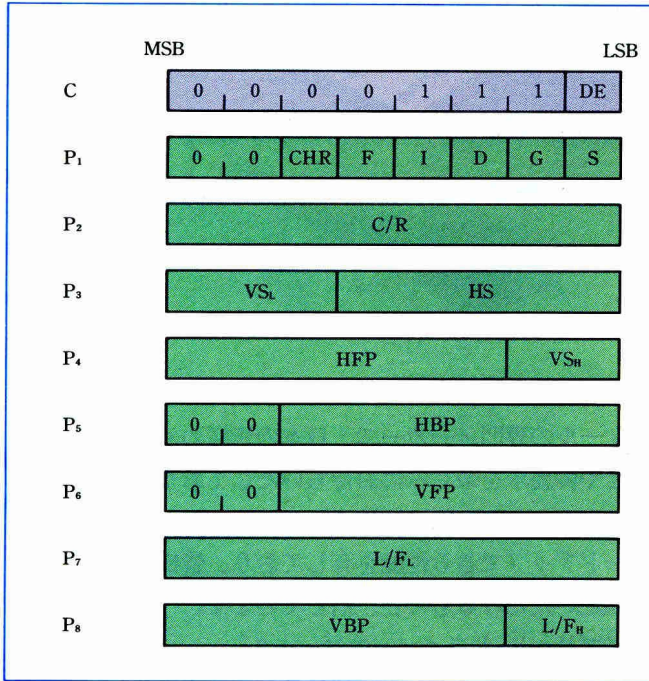 MSB LSB
C 0 0 0 0 1 1 1 DE
P₁ 0 0 CHR F I D G S
P₂ C/R
P₃ VSL HS
P₄ HFP VSH
P₅ 0 0 HBP
P₆ 0 0 VFP
P₇ L/FL
P₈ VBP L/FH